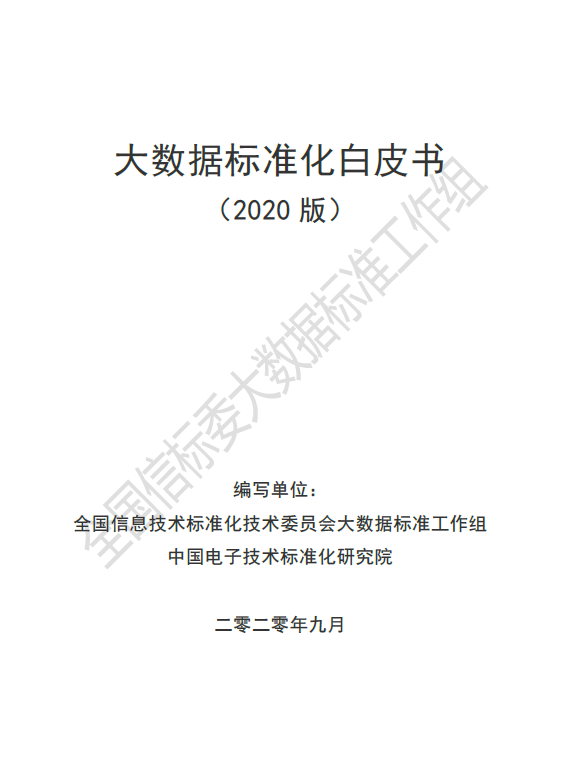 大数据标准化白皮书
（2020 版）
全国信标委大数据标准工作组
编写单位：
全国信息技术标准化技术委员会大数据标准工作组
中国电子技术标准化研究院
二零二零年九月